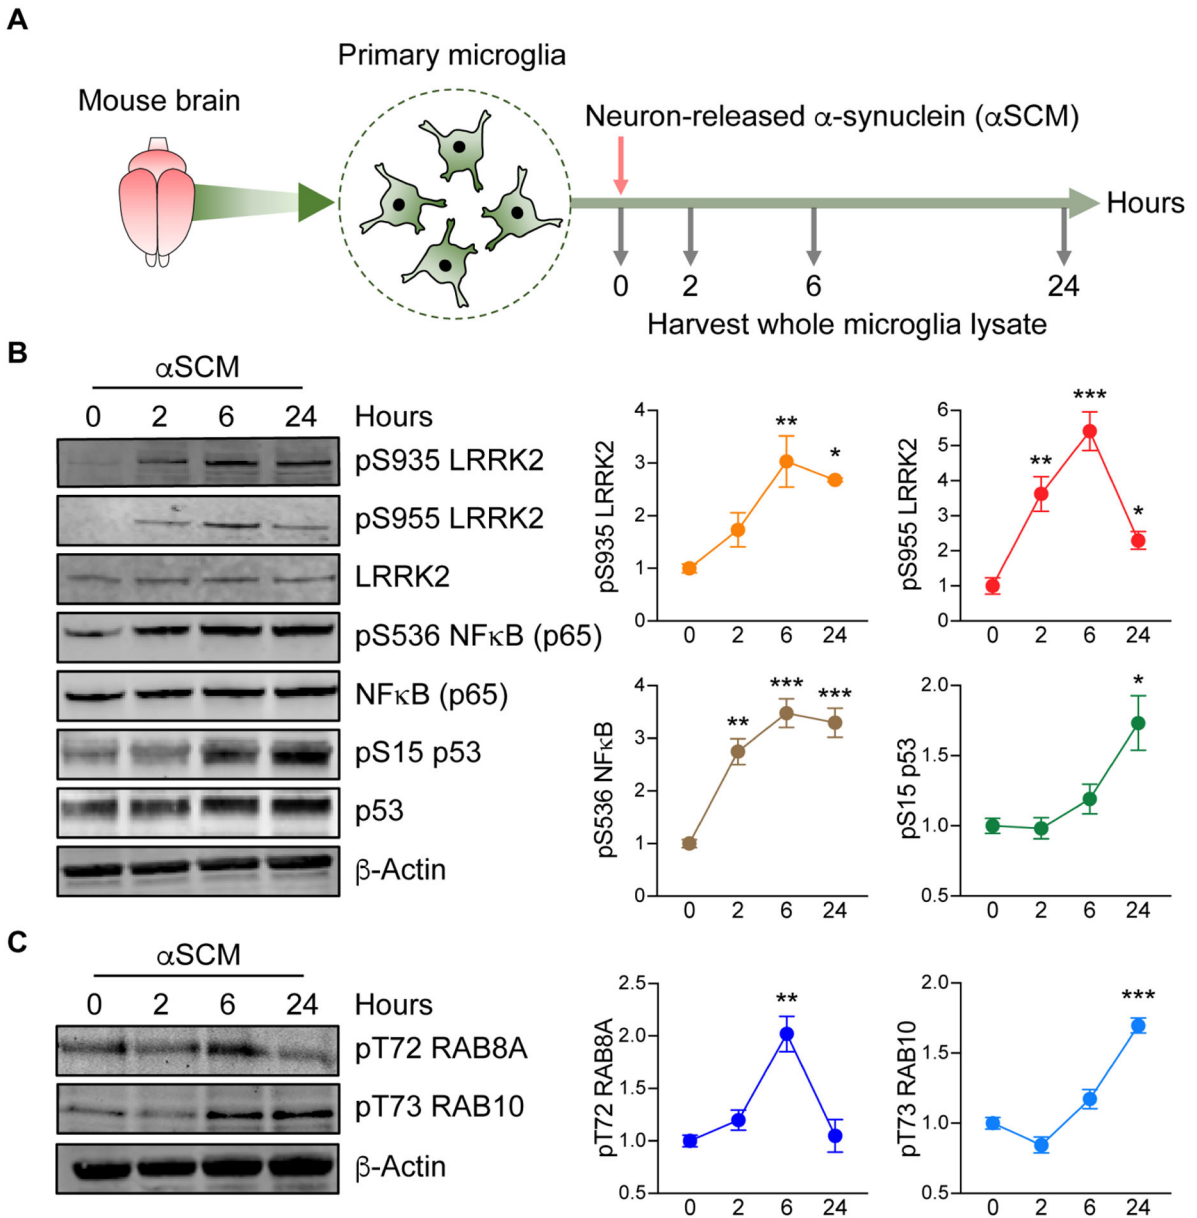 A
Primary microglia
Mouse brain
Neuron-released α-synuclein (αSCM)
Hours
0 2 6 24
Harvest whole microglia lysate
B
αSCM
0 2 6 24 Hours
pS935 LRRK2
pS955 LRRK2
LRRK2
pS536 NFκB (p65)
NFκB (p65)
pS15 p53
p53
β-Actin
pS935 LRRK2
4
3
2
1
0
** *
0 2 6 24
pS955 LRRK2
6
5
4
3
2
1
0
** *** *
0 2 6 24
pS536 NFκB
4
3
2
1
0
** *** ***
0 2 6 24
pS15 p53
2.0
1.5
1.0
0.5
*
0 2 6 24
C
αSCM
0 2 6 24 Hours
pT72 RAB8A
pT73 RAB10
β-Actin
pT72 RAB8A
2.5
2.0
1.5
1.0
0.5
**
0 2 6 24
pT73 RAB10
2.0
1.5
1.0
0.5
***
0 2 6 24